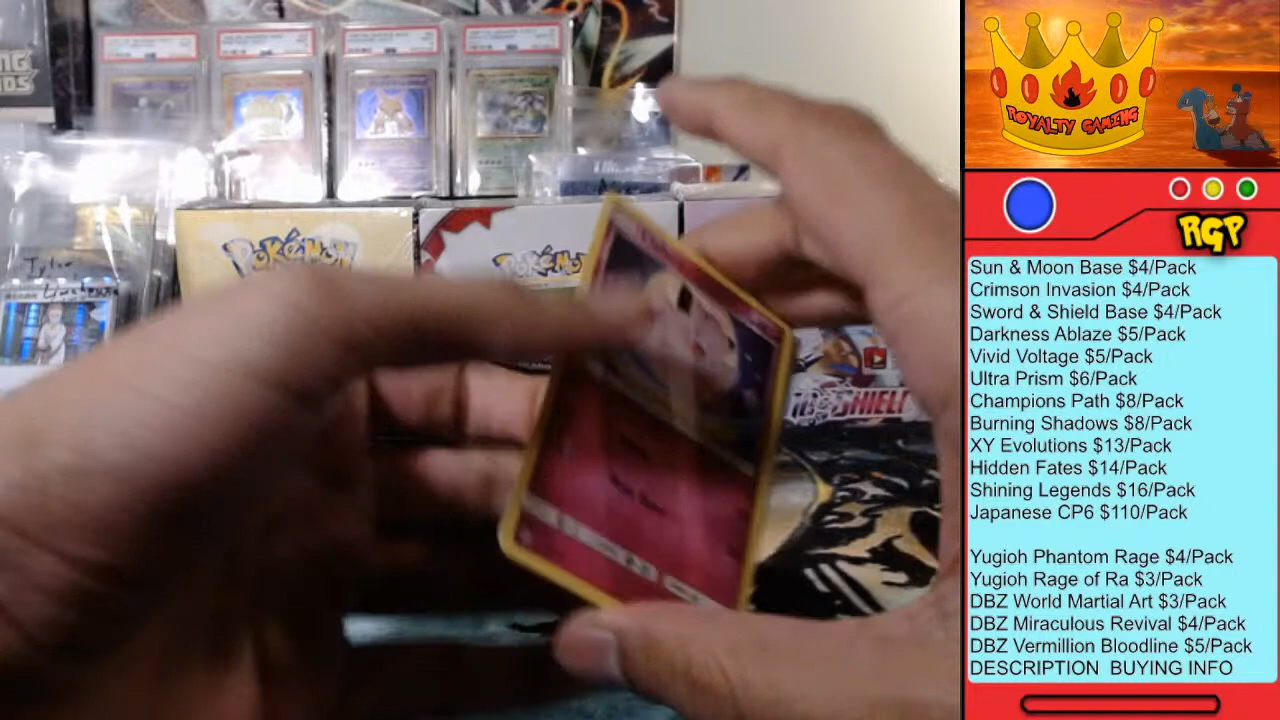 ROYALTY GAMING
RGP
Sun & Moon Base $4/Pack
Crimson Invasion $4/Pack
Sword & Shield Base $4/Pack
Darkness Ablaze $5/Pack
Vivid Voltage $5/Pack
Ultra Prism $6/Pack
Champions Path $8/Pack
Burning Shadows $8/Pack
XY Evolutions $13/Pack
Hidden Fates $14/Pack
Shining Legends $16/Pack
Japanese CP6 $110/Pack
Yugioh Phantom Rage $4/Pack
Yugioh Rage of Ra $3/Pack
DBZ World Martial Art $3/Pack
DBZ Miraculous Revival $4/Pack
DBZ Vermillion Bloodline $5/Pack
DESCRIPTION BUYING INFO
POKÉMON
POKÉMON
Tyler
SHIELD